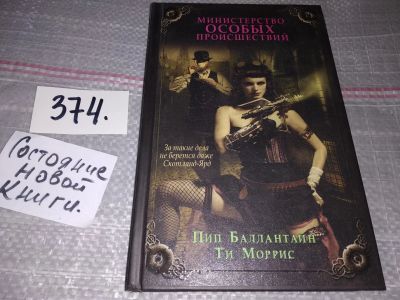 МИНИСТЕРСТВО
ОСОБЫХ
ПРОИСШЕСТВИЙ
374.
Состояние
новой
книги.
За такие дела
не берется даже
Скотланд-Ярд
Пип Баллантайн
Ти Моррис